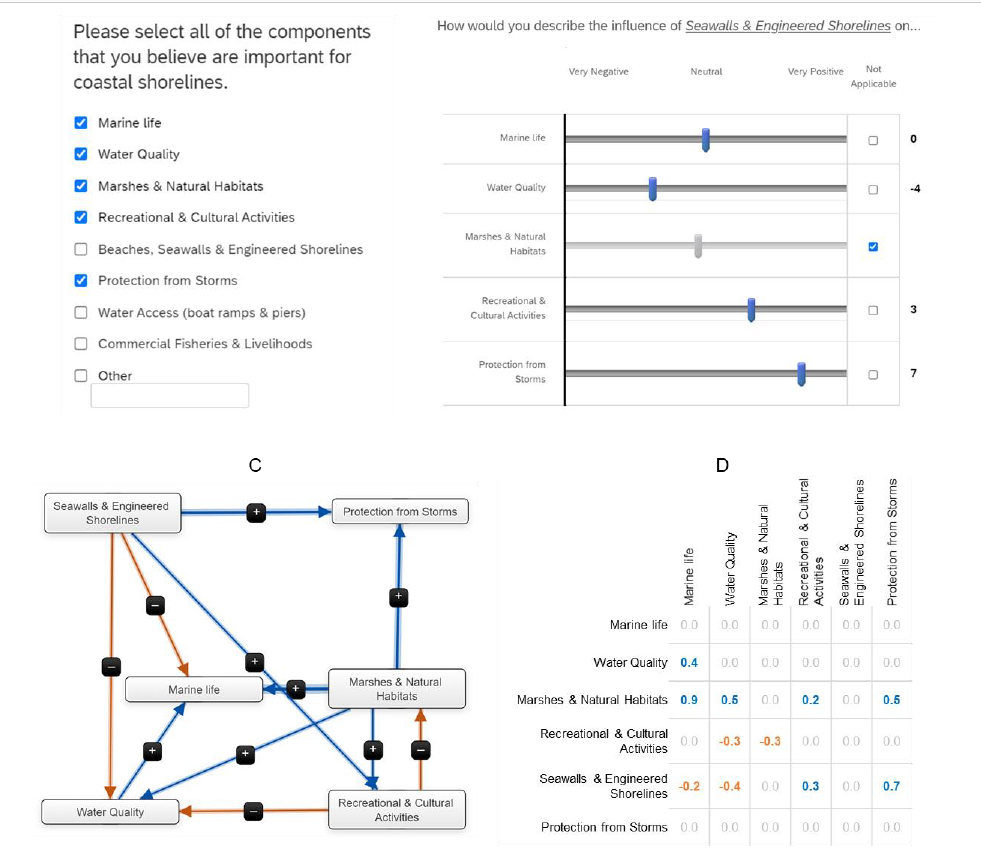 Please select all of the components
that you believe are important for
coastal shorelines.
Marine life
Water Quality
Marshes & Natural Habitats
Recreational & Cultural Activities
Beaches, Seawalls & Engineered Shorelines
Protection from Storms
Water Access (boat ramps & piers)
Commercial Fisheries & Livelihoods
Other
How would you describe the influence of Seawalls & Engineered Shorelines on...
Very Negative Neutral Very Positive Not
Applicable
Marine life 0
Water Quality -4
Marshes & Natural
Habitats
Recreational &
Cultural Activities 3
Protection from
Storms 7
C
Seawalls & Engineered
Shorelines
+
Protection from Storms
+
−
+
−
Marine life
+
Marshes & Natural
Habitats
+
+
+
−
Water Quality
−
Recreational & Cultural
Activities
D
Marine life
Water Quality
Marshes & Natural
Habitats
Recreational & Cultural
Activities
Seawalls &
Engineered Shorelines
Protection from Storms
Marine life 0.0 0.0 0.0 0.0 0.0 0.0
Water Quality 0.4 0.0 0.0 0.0 0.0 0.0
Marshes & Natural Habitats 0.9 0.5 0.0 0.2 0.0 0.5
Recreational & Cultural
Activities 0.0 -0.3 -0.3 0.0 0.0 0.0
Seawalls & Engineered
Shorelines -0.2 -0.4 0.0 0.3 0.0 0.7
Protection from Storms 0.0 0.0 0.0 0.0 0.0 0.0